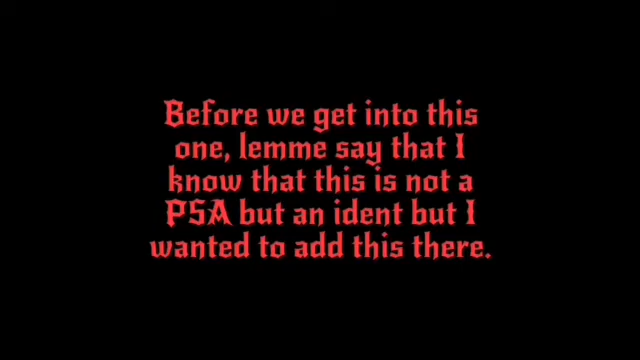 Before we get into this
one, lemme say that I
know that this is not a
PSA but an ident but I
wanted to add this there.